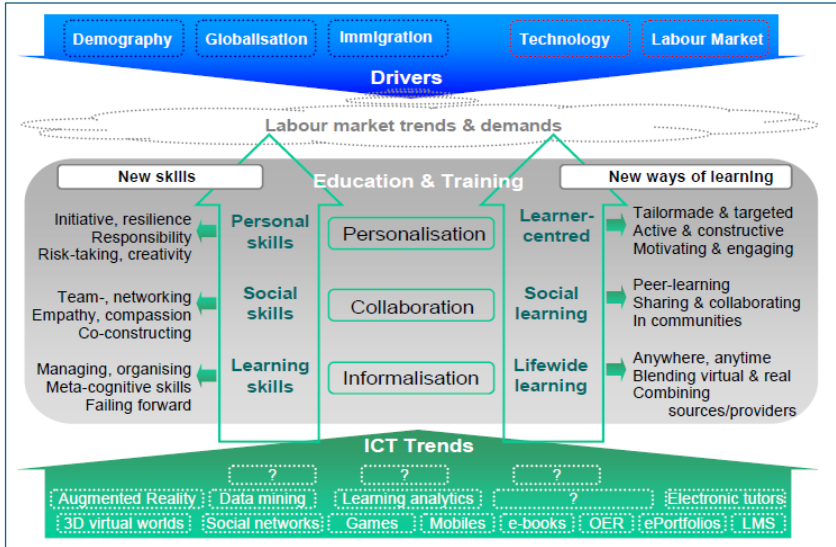 Demography Globalisation Immigration Technology Labour Market
Drivers
Labour market trends & demands
New skills
Education & Training
New ways of learning
Initiative, resilience
Responsibility
Risk-taking, creativity
Personal
skills
Personalisation
Learner-
centred
Tailormade & targeted
Active & constructive
Motivating & engaging
Team-, networking
Empathy, compassion
Co-constructing
Social
skills
Collaboration
Social
learning
Peer-learning
Sharing & collaborating
In communities
Managing, organising
Meta-cognitive skills
Failing forward
Learning
skills
Informalisation
Lifewide
learning
Anywhere, anytime
Blending virtual & real
Combining
sources/providers
ICT Trends
? ? ?
Augmented Reality Data mining Learning analytics ? Electronic tutors
3D virtual worlds Social networks Games Mobiles e-books OER ePortfolios LMS